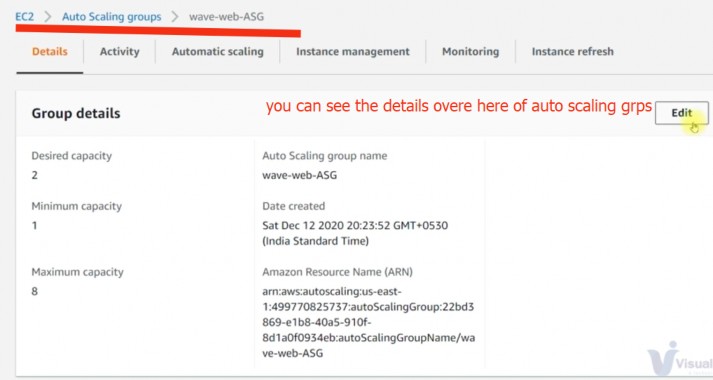 EC2 > Auto Scaling groups > wave-web-ASG
Details Activity Automatic scaling Instance management Monitoring Instance refresh
you can see the details overe here of auto scaling grps
Group details
Edit
Desired capacity
2
Auto Scaling group name
wave-web-ASG
Minimum capacity
1
Date created
Sat Dec 12 2020 20:23:52 GMT+0530
(India Standard Time)
Maximum capacity
8
Amazon Resource Name (ARN)
arn:aws:autoscaling:us-east-
1:499770825737:autoScalingGroup:22bd3
869-e1b8-40a5-910f-
8d1a0f0934eb:autoScalingGroupName/wa
ve-web-ASG
Visual